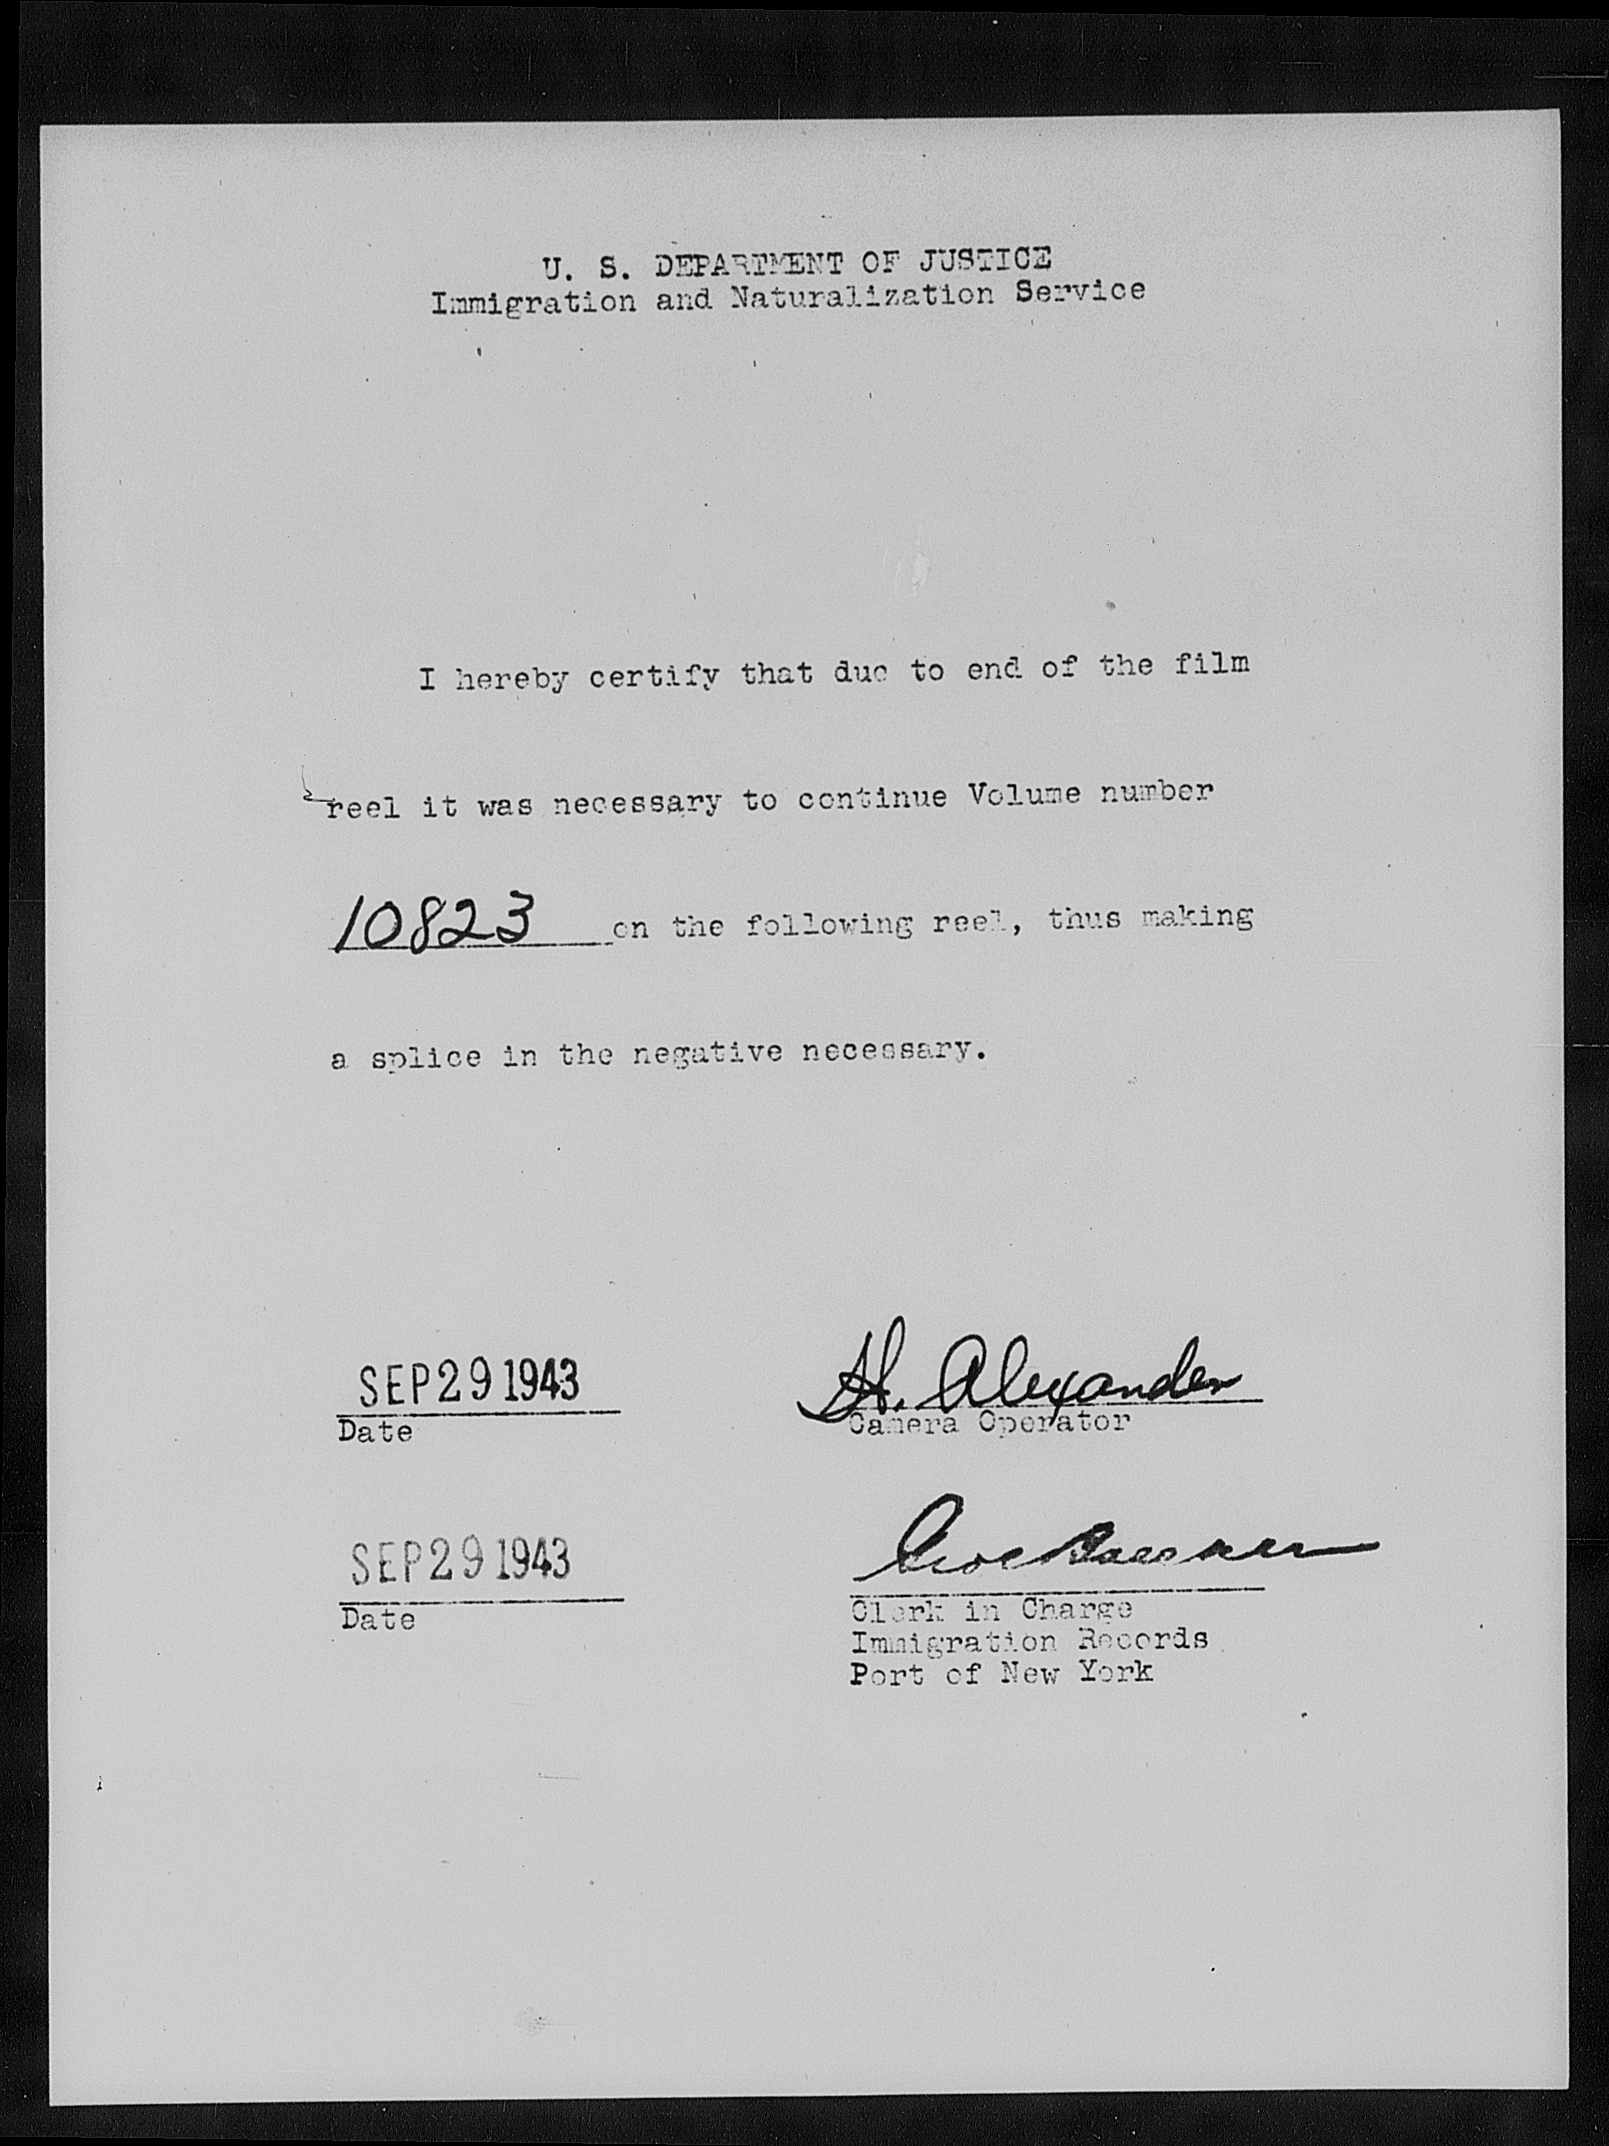 U. S. DEPARTMENT OF JUSTICE
Immigration and Naturalization Service
I hereby certify that due to end of the film
reel it was necessary to continue Volume number
10823 on the following reel, thus making
a splice in the negative necessary.
SEP 29 1943
Date
H. Alexander
Camera Operator
SEP 29 1943
Date
Clerk in Charge
Immigration Records
Port of New York